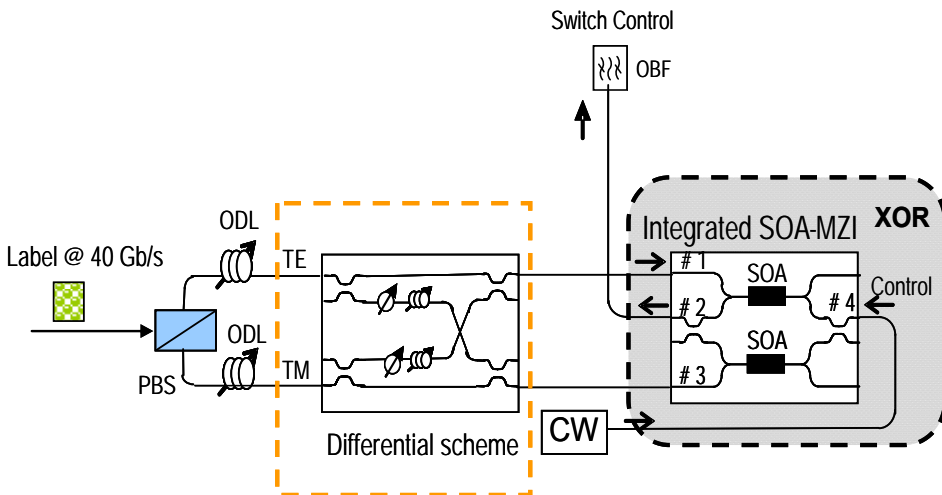 Switch Control
OBF
Integrated SOA-MZI
XOR
ODL
Label @ 40 Gb/s
TE
# 1
SOA
# 2
# 4
Control
ODL
SOA
PBS
TM
# 3
CW
Differential scheme